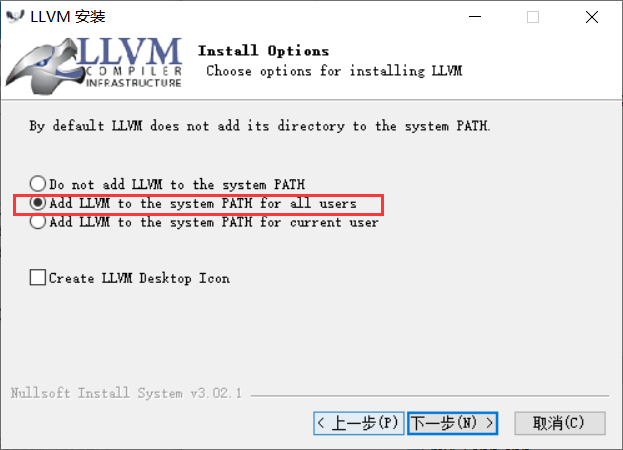 LLVM 安装
LLVM
COMPILER
INFRASTRUCTURE
Install Options
Choose options for installing LLVM
By default LLVM does not add its directory to the system PATH.
Do not add LLVM to the system PATH
Add LLVM to the system PATH for all users
Add LLVM to the system PATH for current user
Create LLVM Desktop Icon
Nullsoft Install System v3.02.1
< 上一步(P) 下一步(N) > 取消(C)